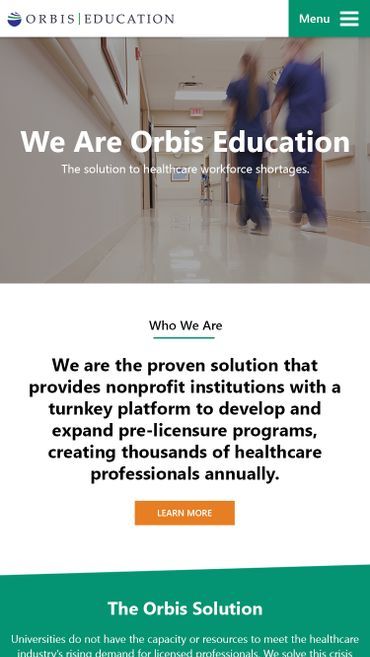 ORBIS|EDUCATION
Menu
We Are Orbis Education
The solution to healthcare workforce shortages.
Who We Are
We are the proven solution that
provides nonprofit institutions with a
turnkey platform to develop and
expand pre-licensure programs,
creating thousands of healthcare
professionals annually.
LEARN MORE
The Orbis Solution
Universities do not have the capacity or resources to meet the healthcare
industry's rising demand for licensed professionals. We solve this crisis